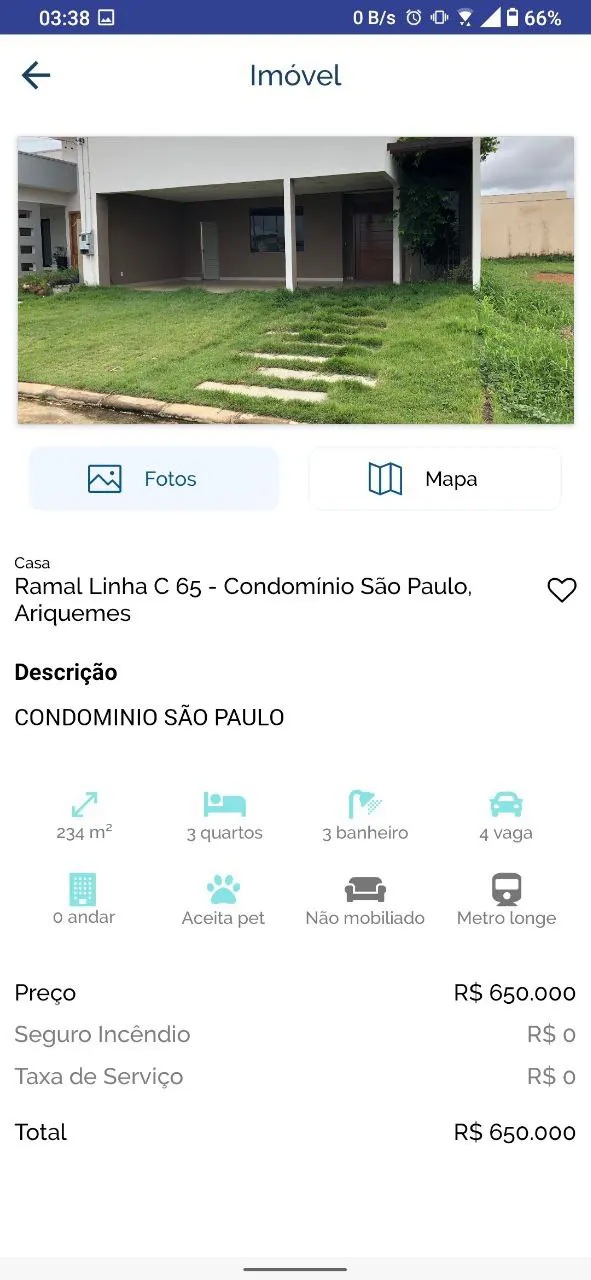 03:38 0 B/s 66%
Imóvel
Fotos Mapa
Casa
Ramal Linha C 65 - Condomínio São Paulo,
Ariquemes
Descrição
CONDOMINIO SÃO PAULO
234 m² 3 quartos 3 banheiro 4 vaga
0 andar Aceita pet Não mobiliado Metro longe
Preço R$ 650.000
Seguro Incêndio R$ 0
Taxa de Serviço R$ 0
Total R$ 650.000